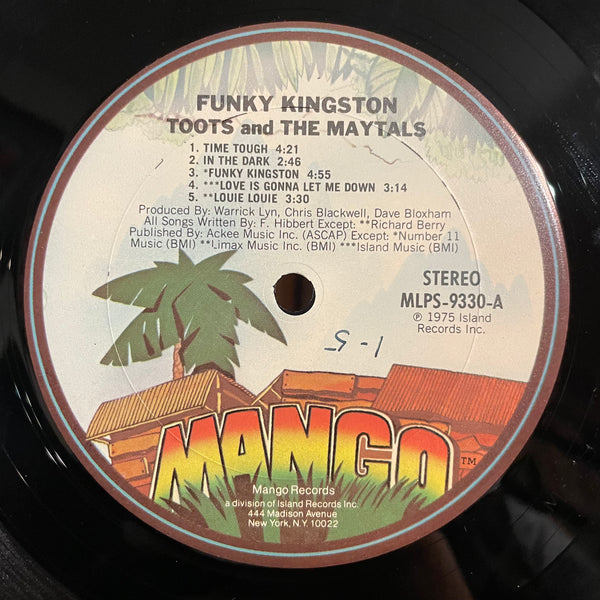 FUNKY KINGSTON
TOOTS and THE MAYTALS
1. TIME TOUGH 4:21
2. IN THE DARK 2:46
3. *FUNKY KINGSTON 4:55
4. ***LOVE IS GONNA LET ME DOWN 3:14
5. **LOUIE LOUIE 3:30
Produced By: Warrick Lyn, Chris Blackwell, Dave Bloxham
All Songs Written By: F. Hibbert Except: **Richard Berry
Published By: Ackee Music Inc. (ASCAP) Except: *Number 11
Music (BMI) **Limax Music Inc. (BMI) ***Island Music (BMI)
STEREO
MLPS-9330-A
℗ 1975 Island
Records Inc.
S-1
MANGO TM
Mango Records
a division of Island Records Inc.
444 Madison Avenue
New York, N.Y. 10022